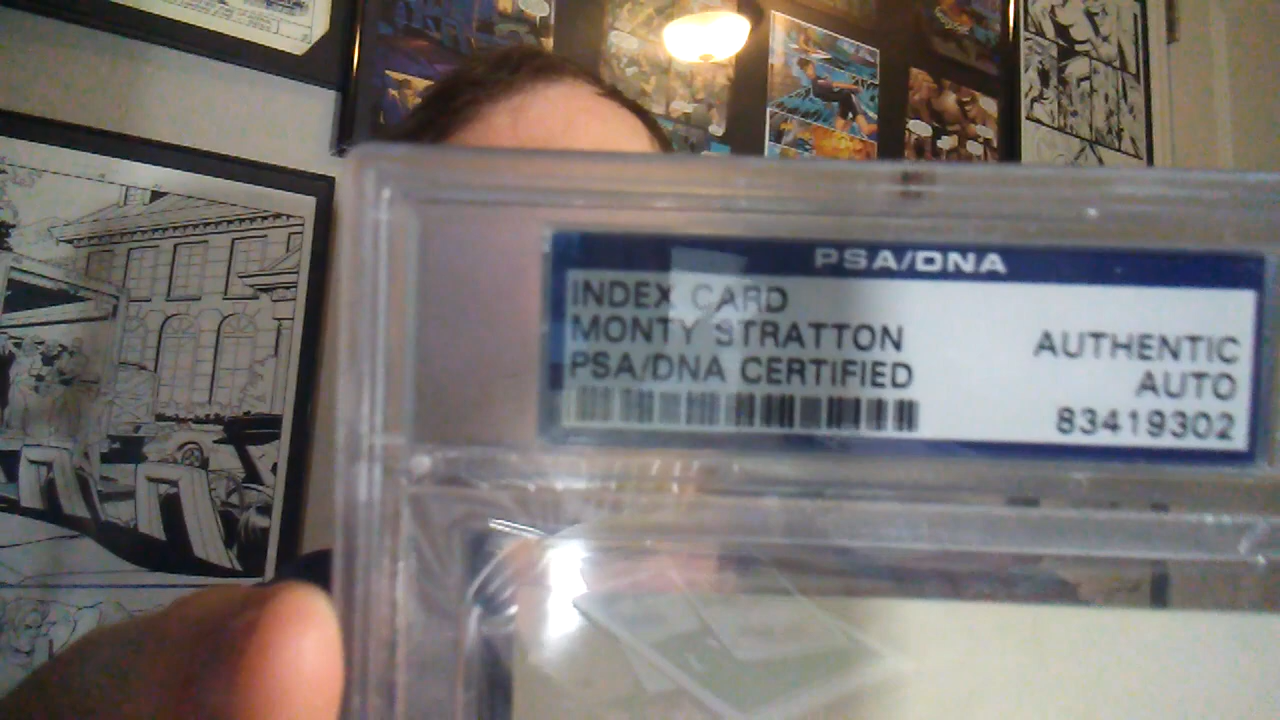 PSA/DNA
INDEX CARD
MONTY STRATTON
PSA/DNA CERTIFIED
AUTHENTIC
AUTO
83419302